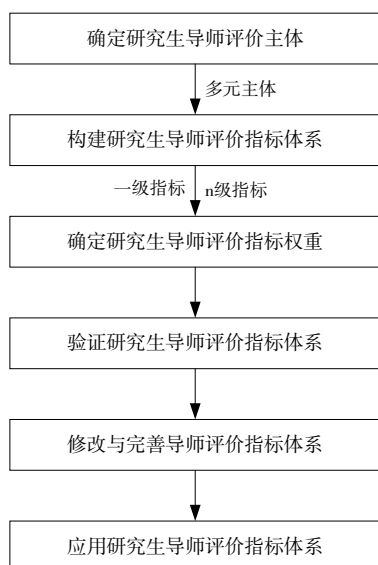 确定研究生导师评价主体
多元主体
构建研究生导师评价指标体系
一级指标 n级指标
确定研究生导师评价指标权重
验证研究生导师评价指标体系
修改与完善导师评价指标体系
应用研究生导师评价指标体系